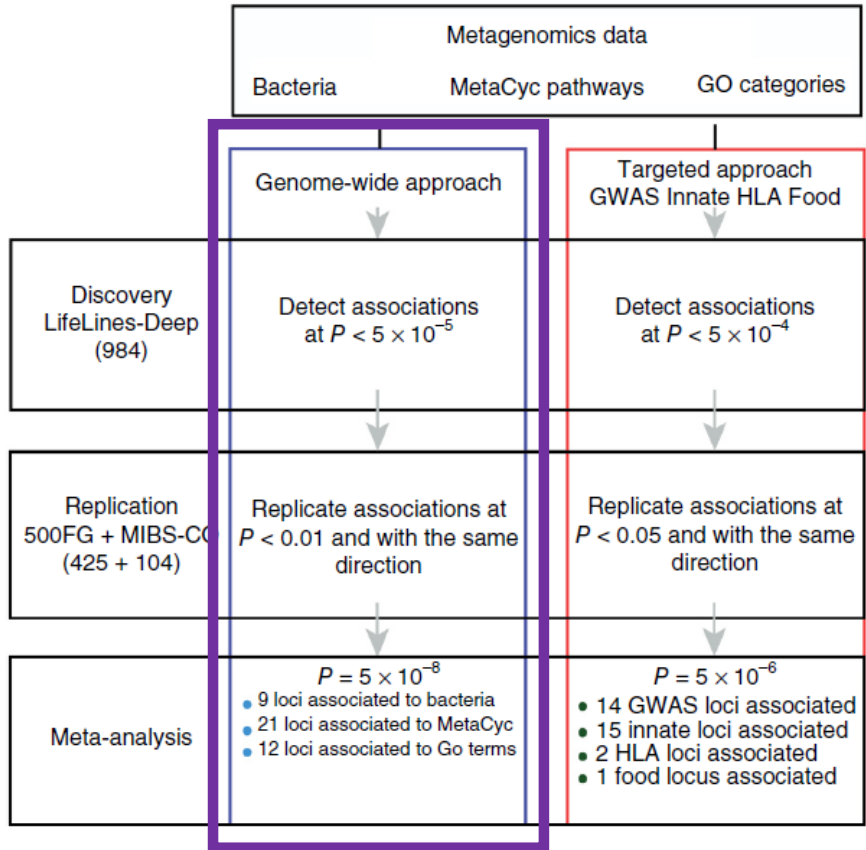 Metagenomics data
Bacteria MetaCyc pathways GO categories
Genome-wide approach
Targeted approach
GWAS Innate HLA Food
Discovery
LifeLines-Deep
(984)
Detect associations
at P < 5 × 10⁻⁵
Detect associations
at P < 5 × 10⁻⁴
Replication
500FG + MIBS-CO
(425 + 104)
Replicate associations at
P < 0.01 and with the same
direction
Replicate associations at
P < 0.05 and with the same
direction
Meta-analysis
P = 5 × 10⁻⁸
• 9 loci associated to bacteria
• 21 loci associated to MetaCyc
• 12 loci associated to Go terms
P = 5 × 10⁻⁶
• 14 GWAS loci associated
• 15 innate loci associated
• 2 HLA loci associated
• 1 food locus associated